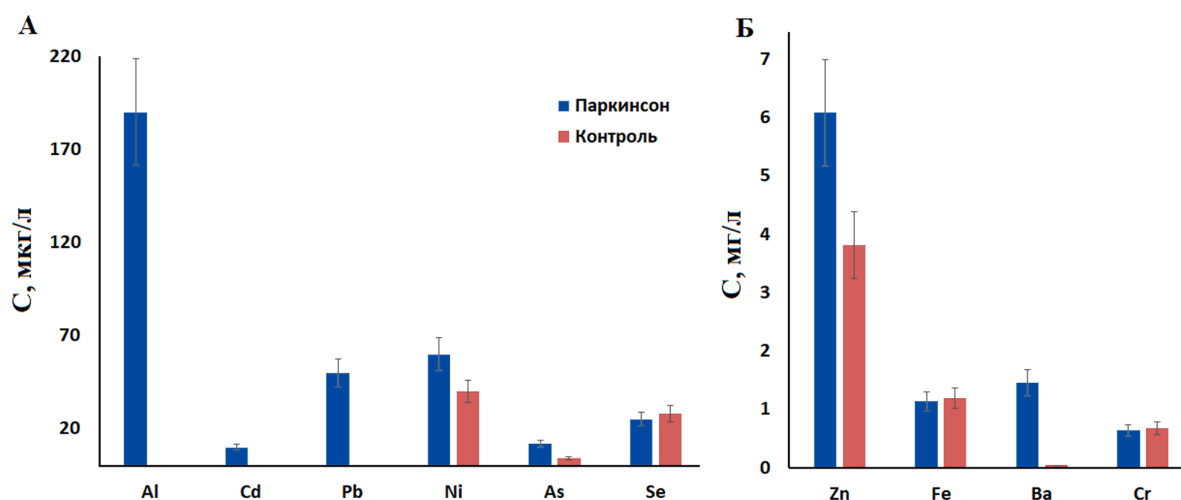 А
С, мкг/л
220
170
120
70
20
Паркинсон
Контроль
Al Cd Pb Ni As Se
Б
С, мг/л
7
6
5
4
3
2
1
0
Zn Fe Ba Cr